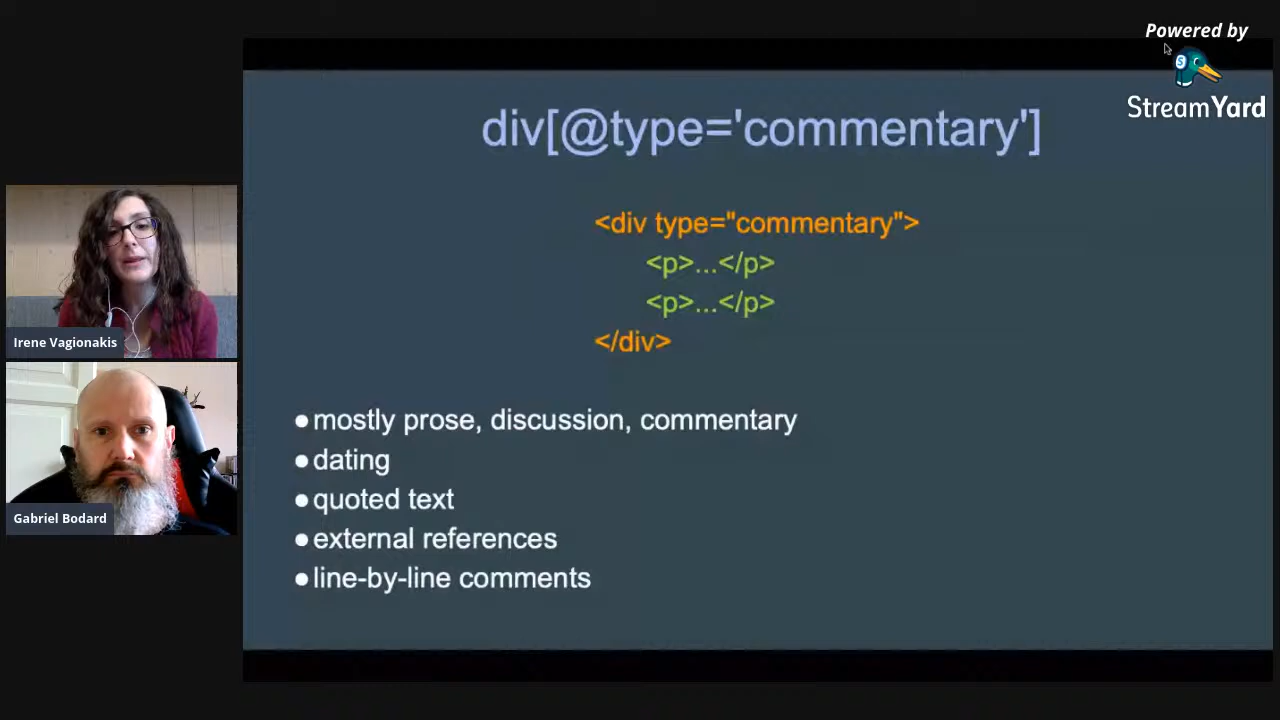 Powered by
StreamYard
div[@type='commentary']
<div type="commentary">
<p>...</p>
<p>...</p>
</div>
●mostly prose, discussion, commentary
●dating
●quoted text
●external references
●line-by-line comments
Irene Vagionakis
Gabriel Bodard